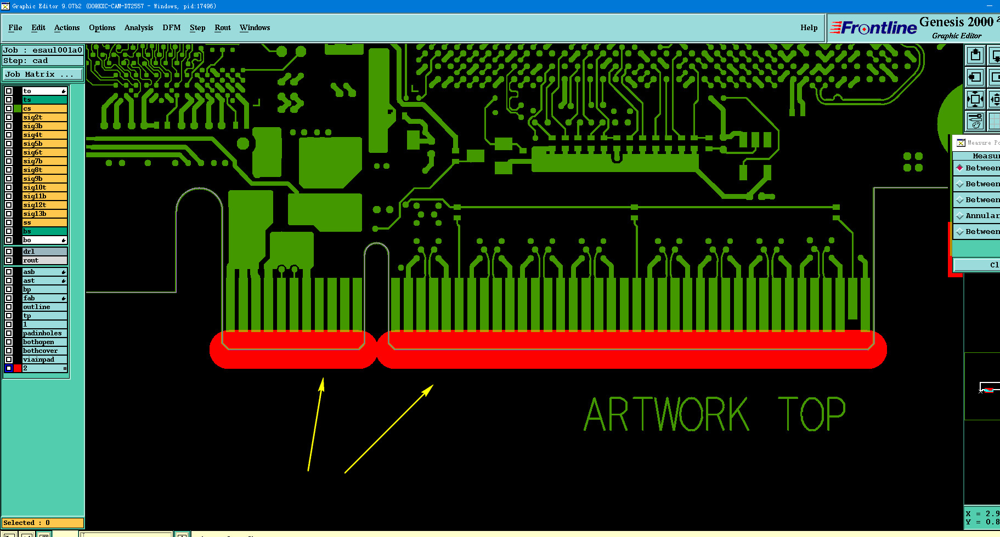 Graphic Editor 9.07b2 (00@KXC-CAM-DT2557 - Windows, pid:17496)
File Edit Actions Options Analysis DFM Step Rout Windows Help
Frontline
Genesis 2000
Graphic Editor
Job : esaul001a0
Step: cad
Job Matrix ...
to
ts
cs
sig2t
sig3b
sig4t
sig5b
sig6t
sig7b
sig8t
sig9b
sig10t
sig11b
sig12t
sig13b
ss
bs
bo
drl
rout
asb
ast
bp
fab
outline
tp
1
padinholes
bothopen
bothcover
viainpad
2
Measure Po
Measur
Between
Between
Between
Annular
Between
Cl
ARTWORK TOP
Selected : 0
X = 2.9
Y = 0.8